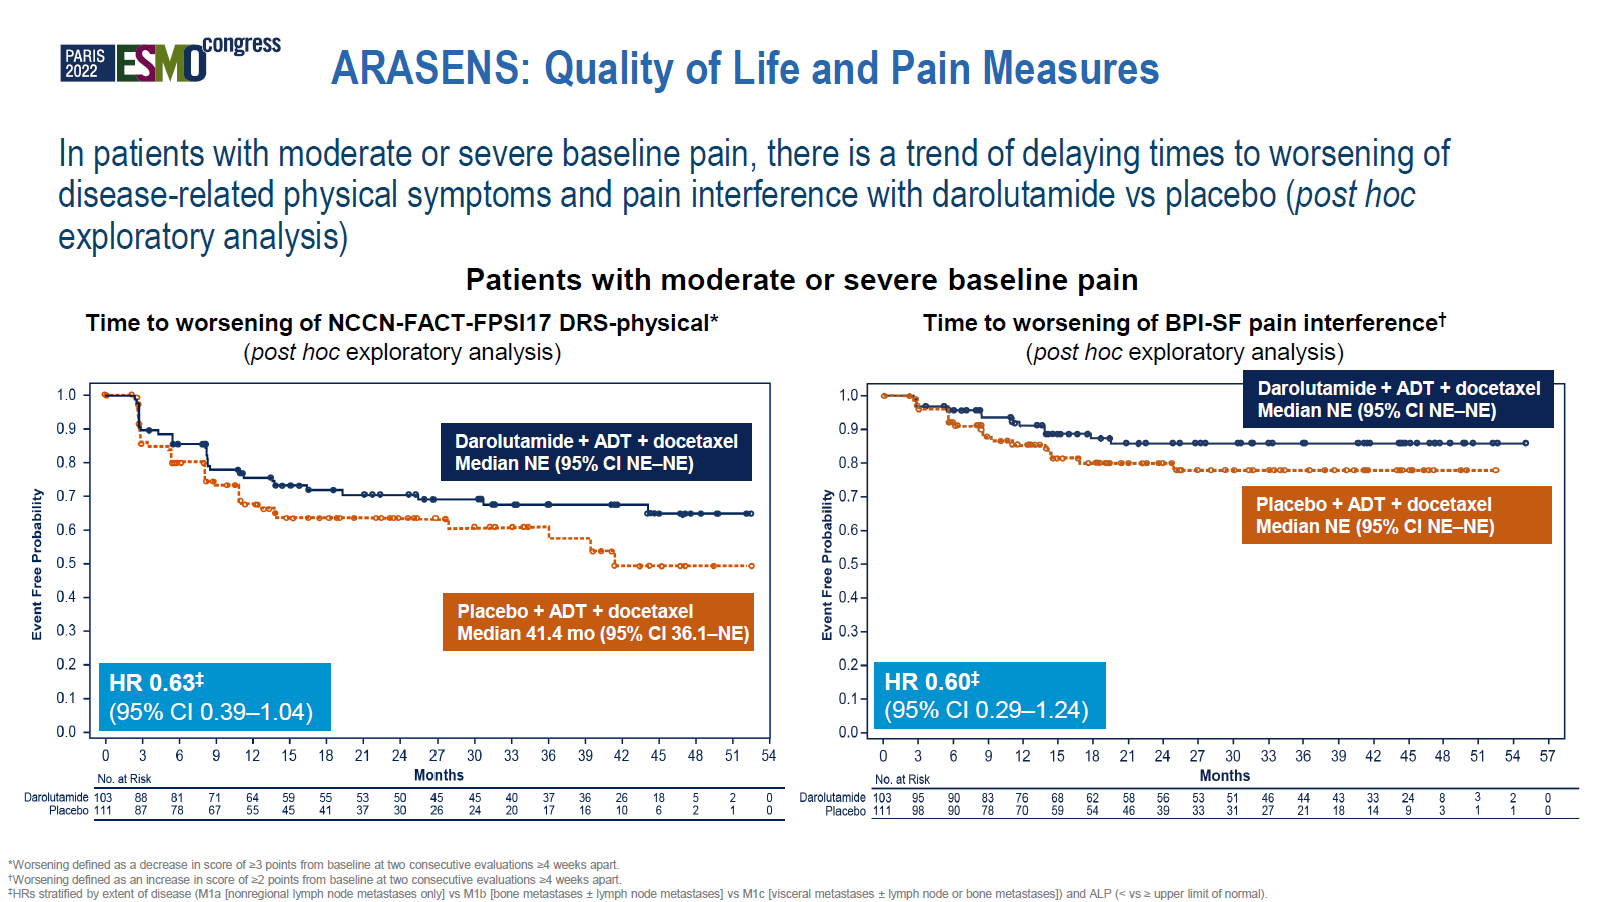 PARIS
2022
ESMO
congress
ARASENS: Quality of Life and Pain Measures
In patients with moderate or severe baseline pain, there is a trend of delaying times to worsening of
disease-related physical symptoms and pain interference with darolutamide vs placebo (post hoc
exploratory analysis)
Patients with moderate or severe baseline pain
Time to worsening of NCCN-FACT-FPSI17 DRS-physical*
(post hoc exploratory analysis)
Event Free Probability
1.0
0.9
0.8
0.7
0.6
0.5
0.4
0.3
0.2
0.1
0.0
Darolutamide + ADT + docetaxel
Median NE (95% CI NE–NE)
Placebo + ADT + docetaxel
Median 41.4 mo (95% CI 36.1–NE)
HR 0.63‡
(95% CI 0.39–1.04)
0 3 6 9 12 15 18 21 24 27 30 33 36 39 42 45 48 51 54
No. at Risk
Months
Darolutamide 103 88 81 71 64 59 55 53 50 45 45 40 37 36 26 18 5 2 0
Placebo 111 87 78 67 55 45 41 37 30 26 24 20 17 16 10 6 2 1 0
Time to worsening of BPI-SF pain interference†
(post hoc exploratory analysis)
Event Free Probability
1.0
0.9
0.8
0.7
0.6
0.5
0.4
0.3
0.2
0.1
0.0
Darolutamide + ADT + docetaxel
Median NE (95% CI NE–NE)
Placebo + ADT + docetaxel
Median NE (95% CI NE–NE)
HR 0.60‡
(95% CI 0.29–1.24)
0 3 6 9 12 15 18 21 24 27 30 33 36 39 42 45 48 51 54 57
No. at Risk
Months
Darolutamide 103 95 90 83 76 68 62 58 56 53 51 46 44 43 33 24 8 3 2 0
Placebo 111 98 90 78 70 59 54 46 39 33 31 27 21 18 14 9 3 1 1 0
*Worsening defined as a decrease in score of ≥3 points from baseline at two consecutive evaluations ≥4 weeks apart.
†Worsening defined as an increase in score of ≥2 points from baseline at two consecutive evaluations ≥4 weeks apart.
‡HRs stratified by extent of disease (M1a [nonregional lymph node metastases only] vs M1b [bone metastases ± lymph node metastases] vs M1c [visceral metastases ± lymph node or bone metastases]) and ALP (< vs ≥ upper limit of normal).